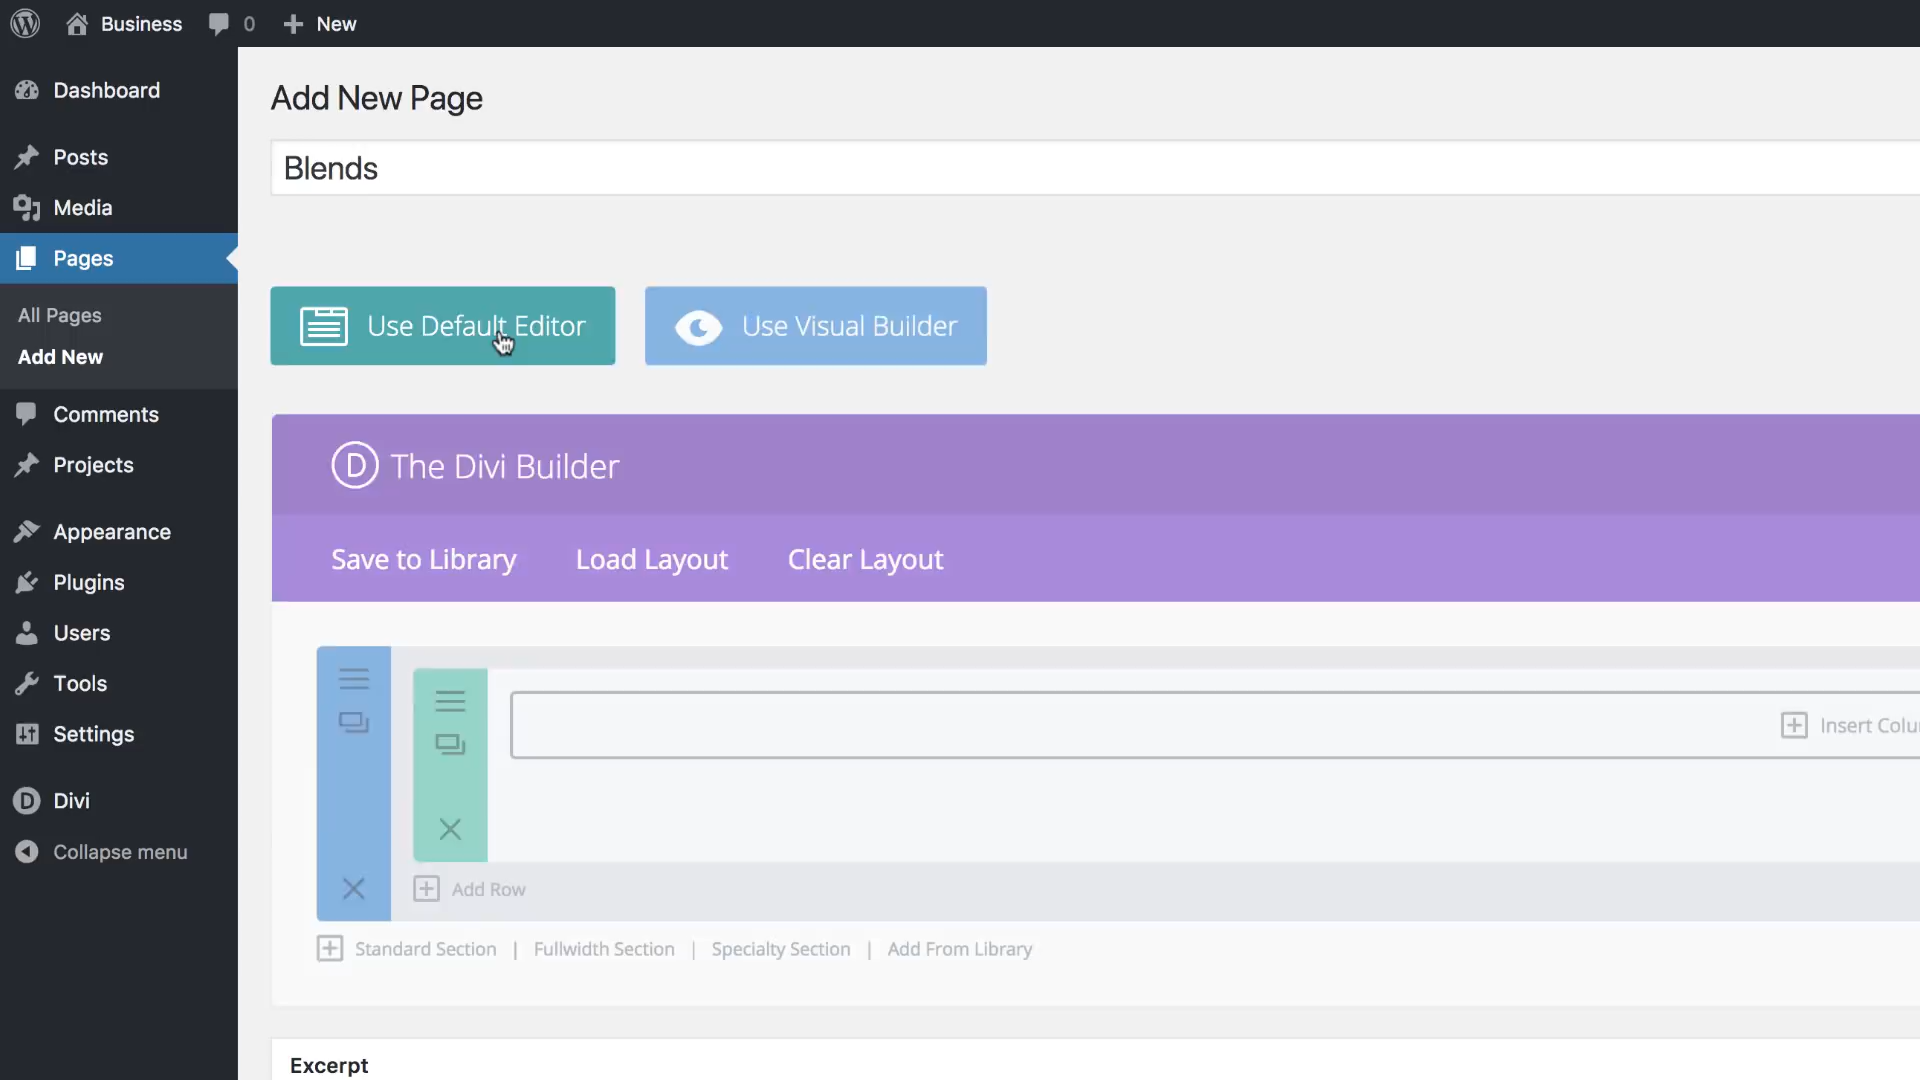 Business 0 New
Dashboard
Posts
Media
Pages
All Pages
Add New
Comments
Projects
Appearance
Plugins
Users
Tools
Settings
Divi
Collapse menu
Add New Page
Blends
Use Default Editor
Use Visual Builder
D The Divi Builder
Save to Library Load Layout Clear Layout
Insert Colu
Add Row
Standard Section | Fullwidth Section | Specialty Section | Add From Library
Excerpt